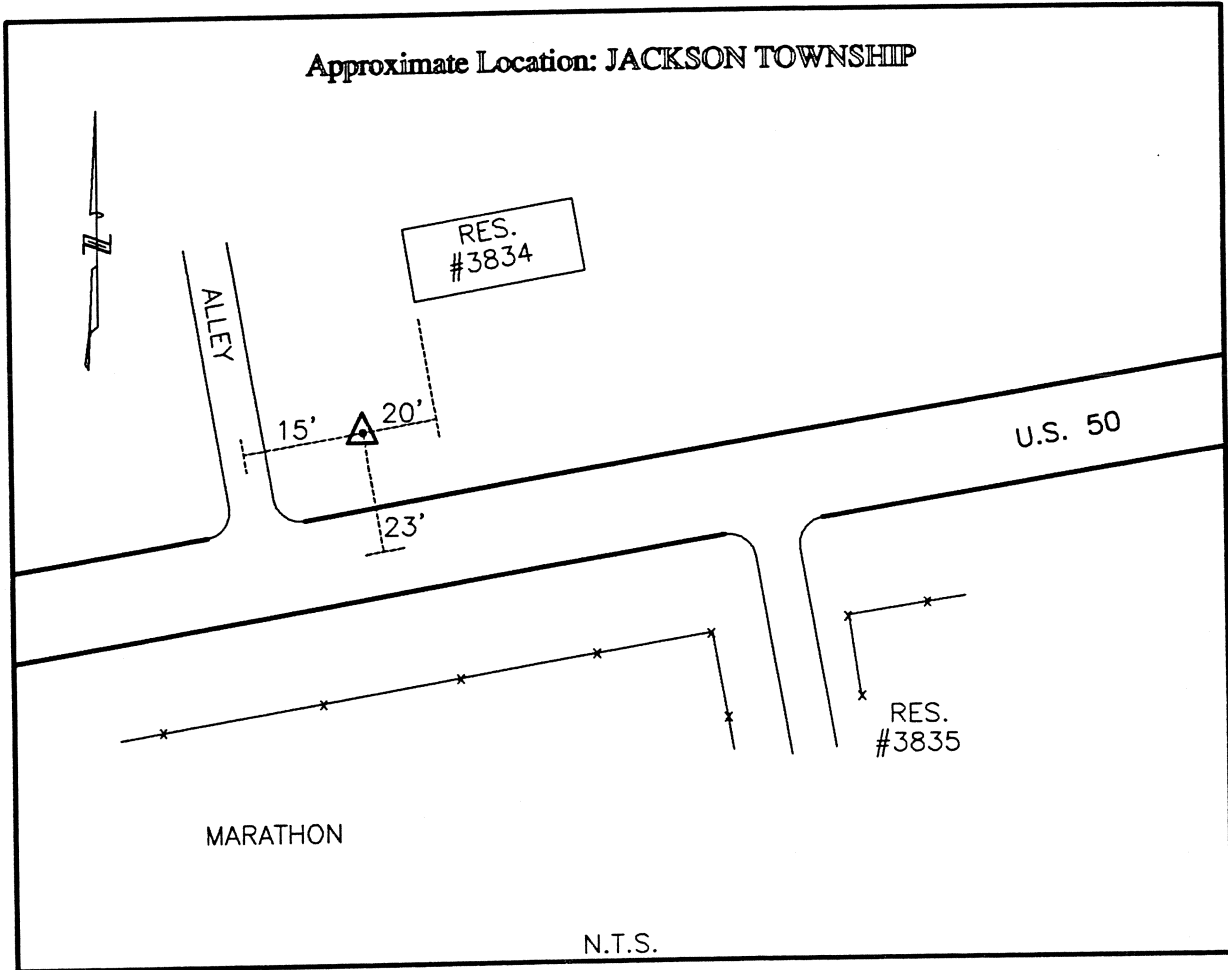 Approximate Location: JACKSON TOWNSHIP
N
RES.
#3834
ALLEY
15'
20'
U.S. 50
23'
RES.
#3835
MARATHON
N.T.S.